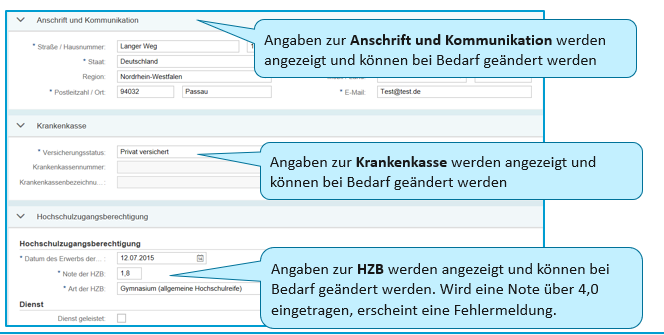 Anschrift und Kommunikation
* Straße / Hausnummer: Langer Weg
* Staat: Deutschland
Region: Nordrhein-Westfalen
* Postleitzahl / Ort: 94032 Passau * E-Mail: Test@test.de
Angaben zur Anschrift und Kommunikation werden
angezeigt und können bei Bedarf geändert werden
Krankenkasse
* Versicherungsstatus: Privat versichert
Krankenkassennummer:
Krankenkassenbezeichnu...:
Angaben zur Krankenkasse werden angezeigt und
können bei Bedarf geändert werden
Hochschulzugangsberechtigung
Hochschulzugangsberechtigung
* Datum des Erwerbs der...: 12.07.2015
* Note der HZB: 1,8
* Art der HZB: Gymnasium (allgemeine Hochschulreife)
Angaben zur HZB werden angezeigt und können bei
Bedarf geändert werden. Wird eine Note über 4,0
eingetragen, erscheint eine Fehlermeldung.
Dienst
Dienst geleistet: